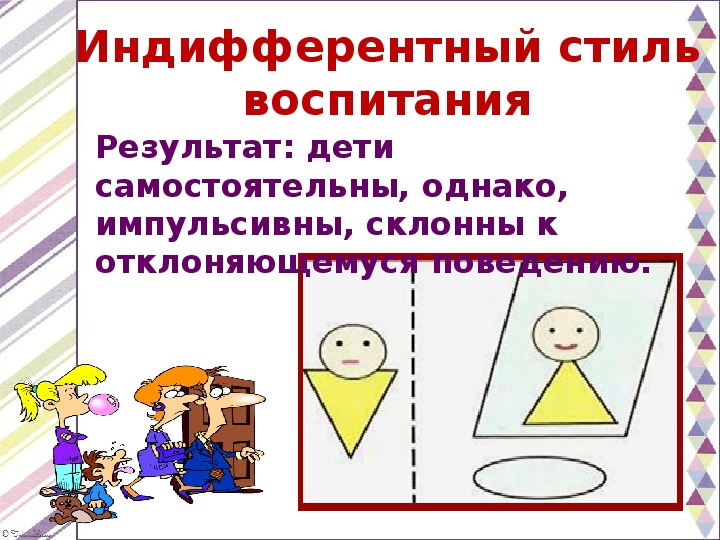 Индифферентный стиль
воспитания
Результат: дети
самостоятельны, однако,
импульсивны, склонны к
отклоняющемуся поведению.